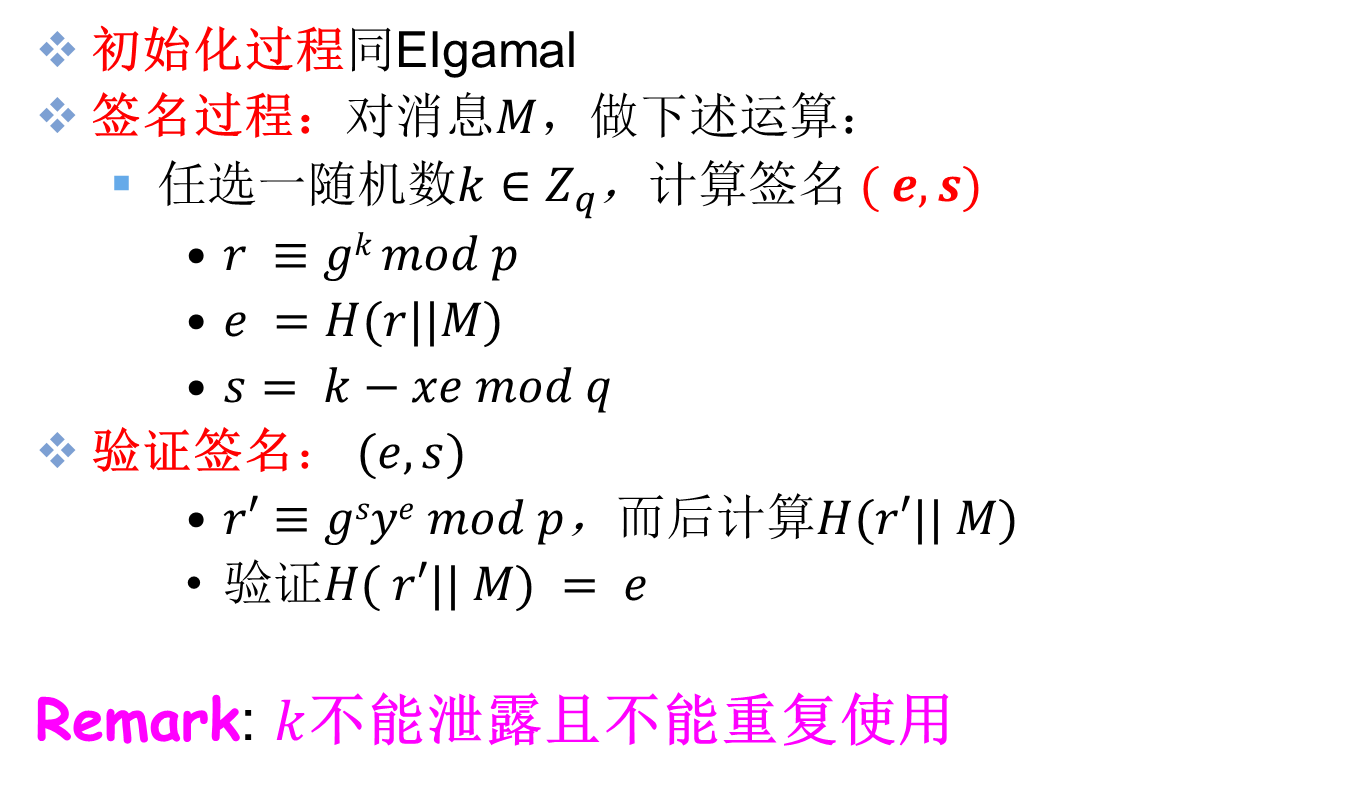 ❖ 初始化过程同EIgamal
❖ 签名过程：对消息𝑀，做下述运算：
▪ 任选一随机数𝑘 ∈ 𝑍_𝑞，计算签名 ( 𝒆, 𝒔)
• 𝑟 ≡ 𝑔^𝑘 𝑚𝑜𝑑 𝑝
• 𝑒 = 𝐻(𝑟||𝑀)
• 𝑠 = 𝑘 − 𝑥𝑒 𝑚𝑜𝑑 𝑞
❖ 验证签名： (𝑒, 𝑠)
• 𝑟′ ≡ 𝑔^𝑠𝑦^𝑒 𝑚𝑜𝑑 𝑝，而后计算𝐻(𝑟′|| 𝑀)
• 验证𝐻( 𝑟′|| 𝑀) = 𝑒
Remark: 𝑘不能泄露且不能重复使用